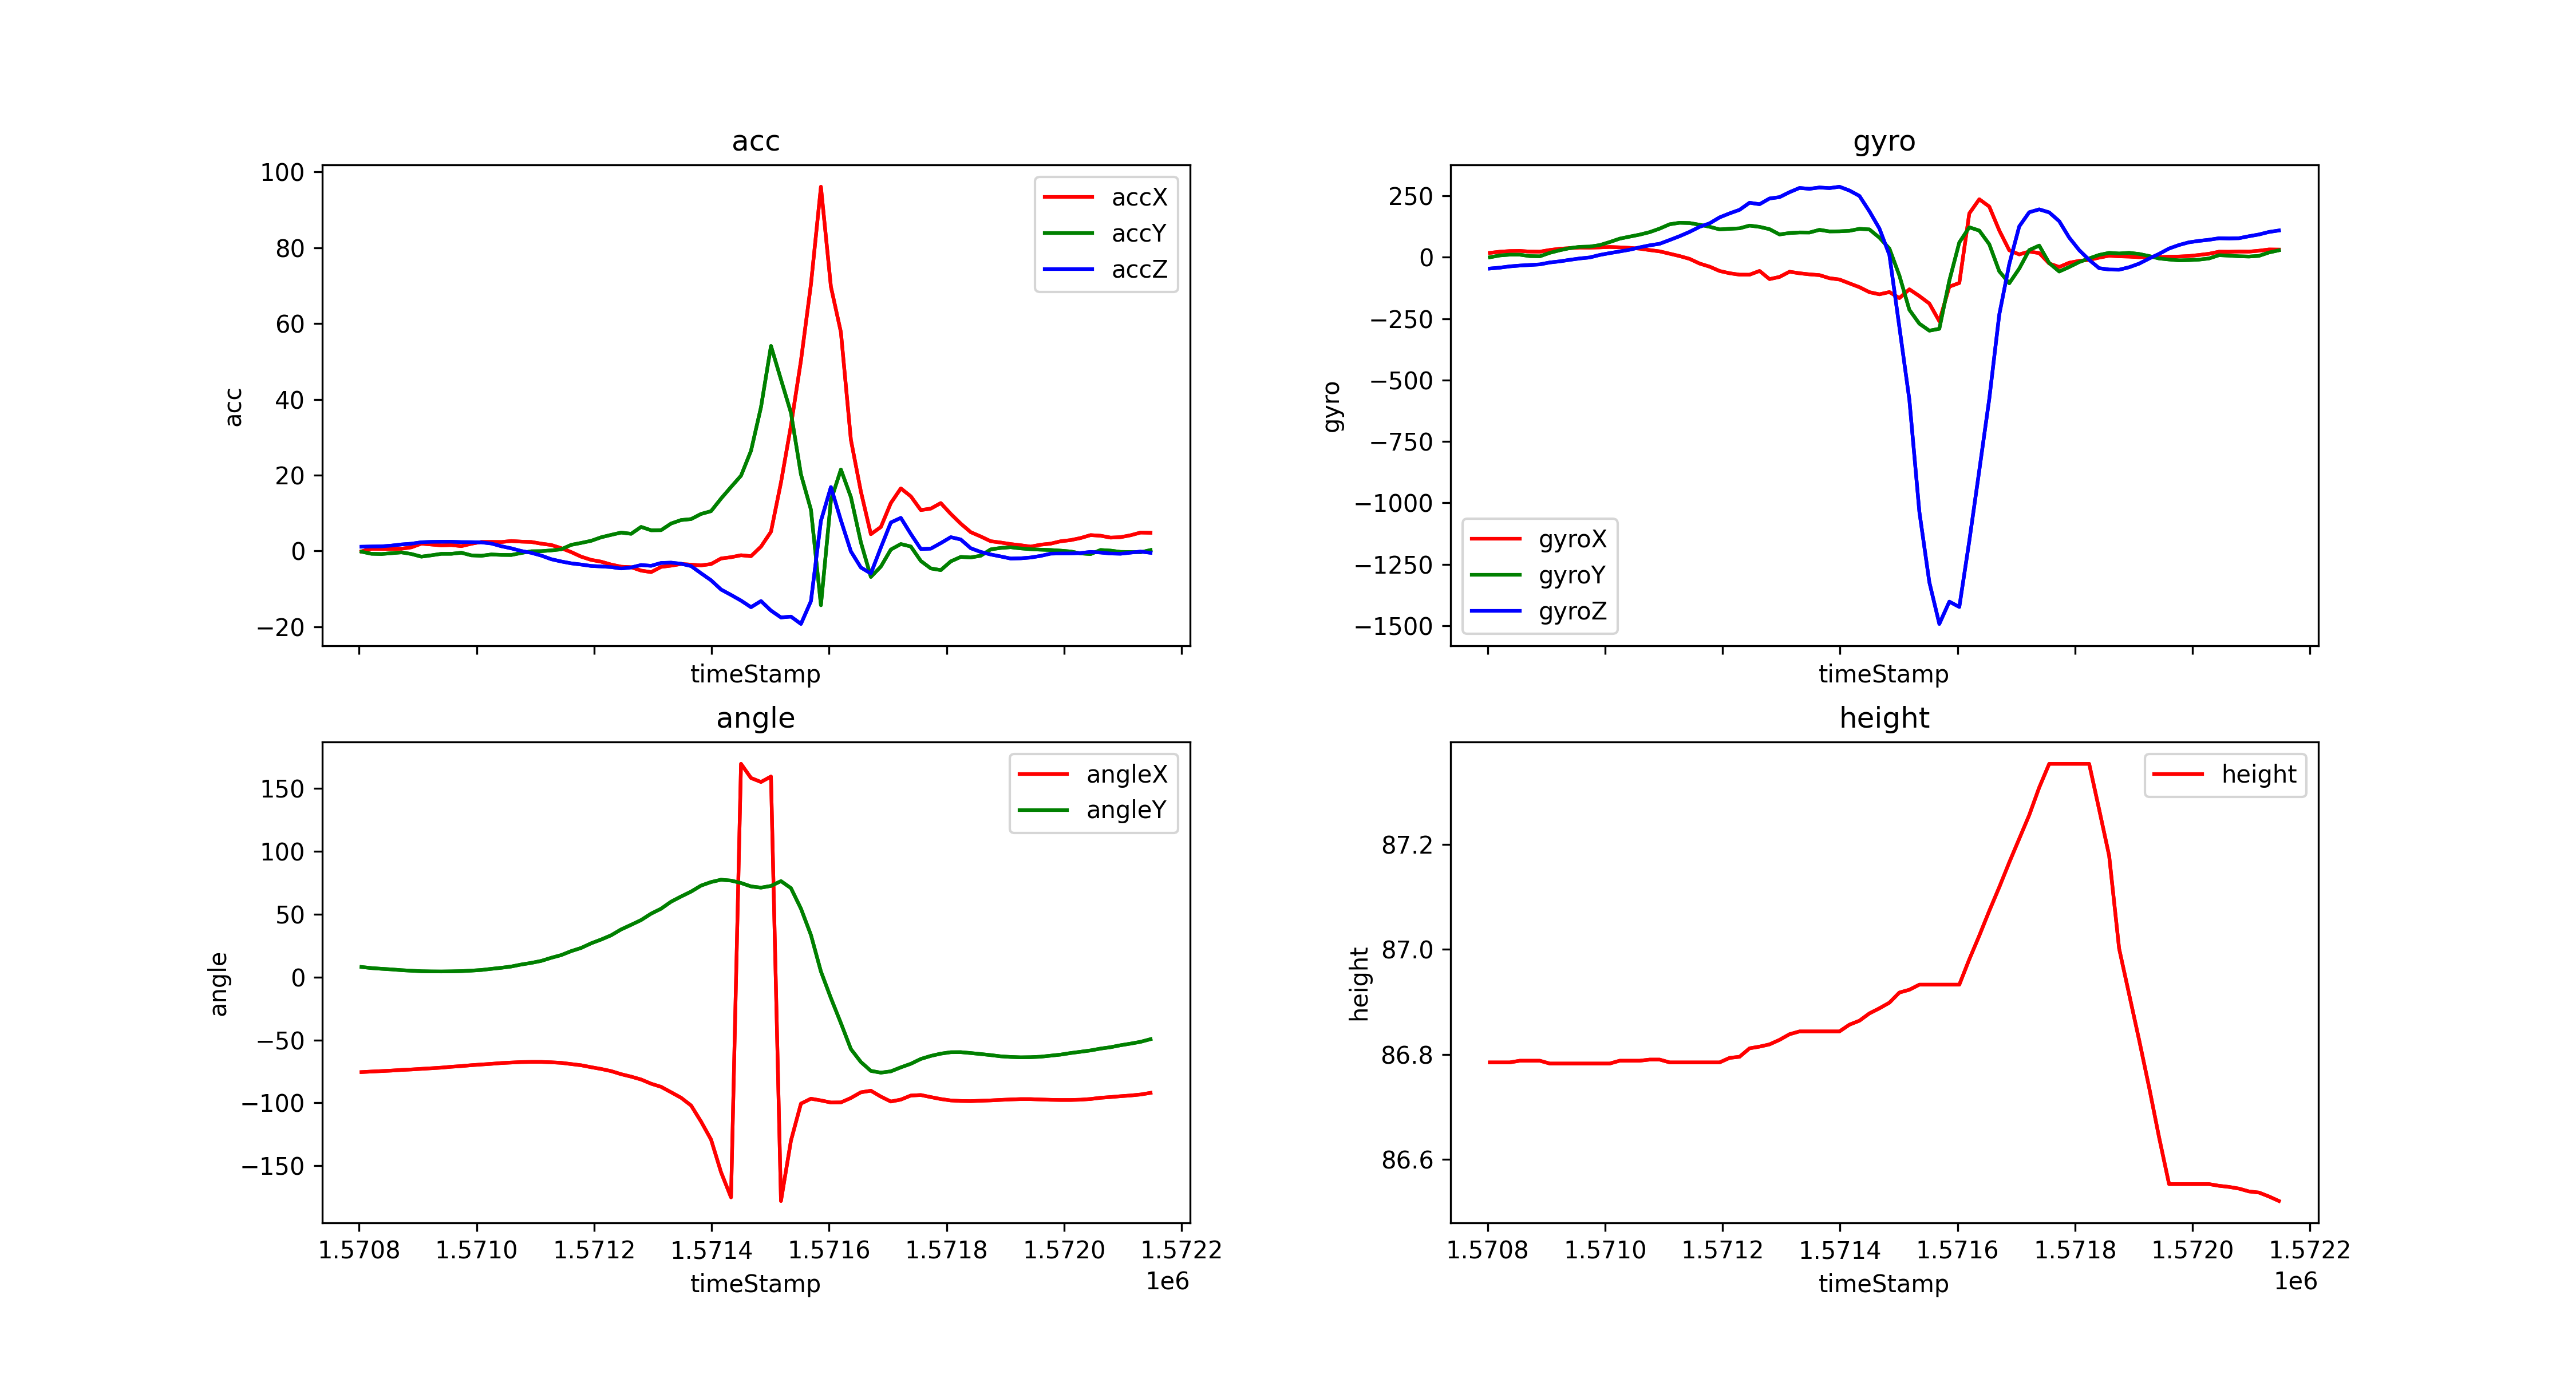 acc
100
80
60
40
20
0
−20
acc
timeStamp
accX
accY
accZ
gyro
250
0
−250
−500
−750
−1000
−1250
−1500
gyro
timeStamp
gyroX
gyroY
gyroZ
angle
150
100
50
0
−50
−100
−150
angle
angleX
angleY
1.5708 1.5710 1.5712 1.5714 1.5716 1.5718 1.5720 1.5722
timeStamp
1e6
height
87.2
87.0
86.8
86.6
height
height
1.5708 1.5710 1.5712 1.5714 1.5716 1.5718 1.5720 1.5722
timeStamp
1e6